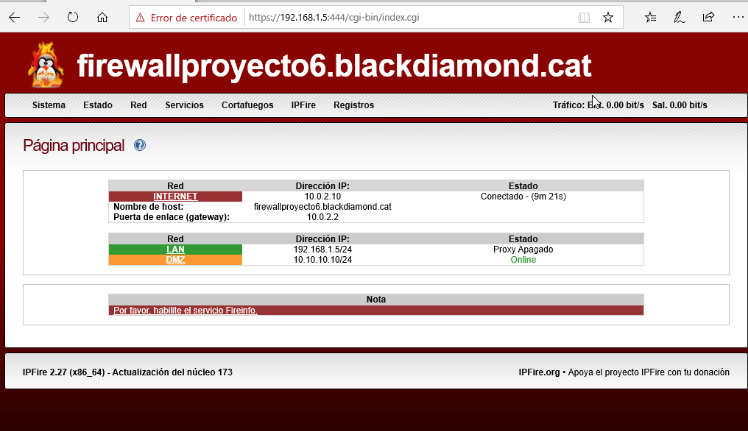 Error de certificado https://192.168.1.5:444/cgi-bin/index.cgi
firewallproyecto6.blackdiamond.cat
Sistema Estado Red Servicios Cortafuegos IPFire Registros Tráfico: Ent. 0.00 bit/s Sal. 0.00 bit/s
Página principal
Red Dirección IP: Estado
INTERNET 10.0.2.10 Conectado - (9m 21s)
Nombre de host: firewallproyecto6.blackdiamond.cat
Puerta de enlace (gateway): 10.0.2.2
Red Dirección IP: Estado
LAN 192.168.1.5/24 Proxy Apagado
DMZ 10.10.10.10/24 Online
Nota
Por favor, habilite el servicio Fireinfo.
IPFire 2.27 (x86_64) - Actualización del núcleo 173 IPFire.org • Apoya el proyecto IPFire con tu donación